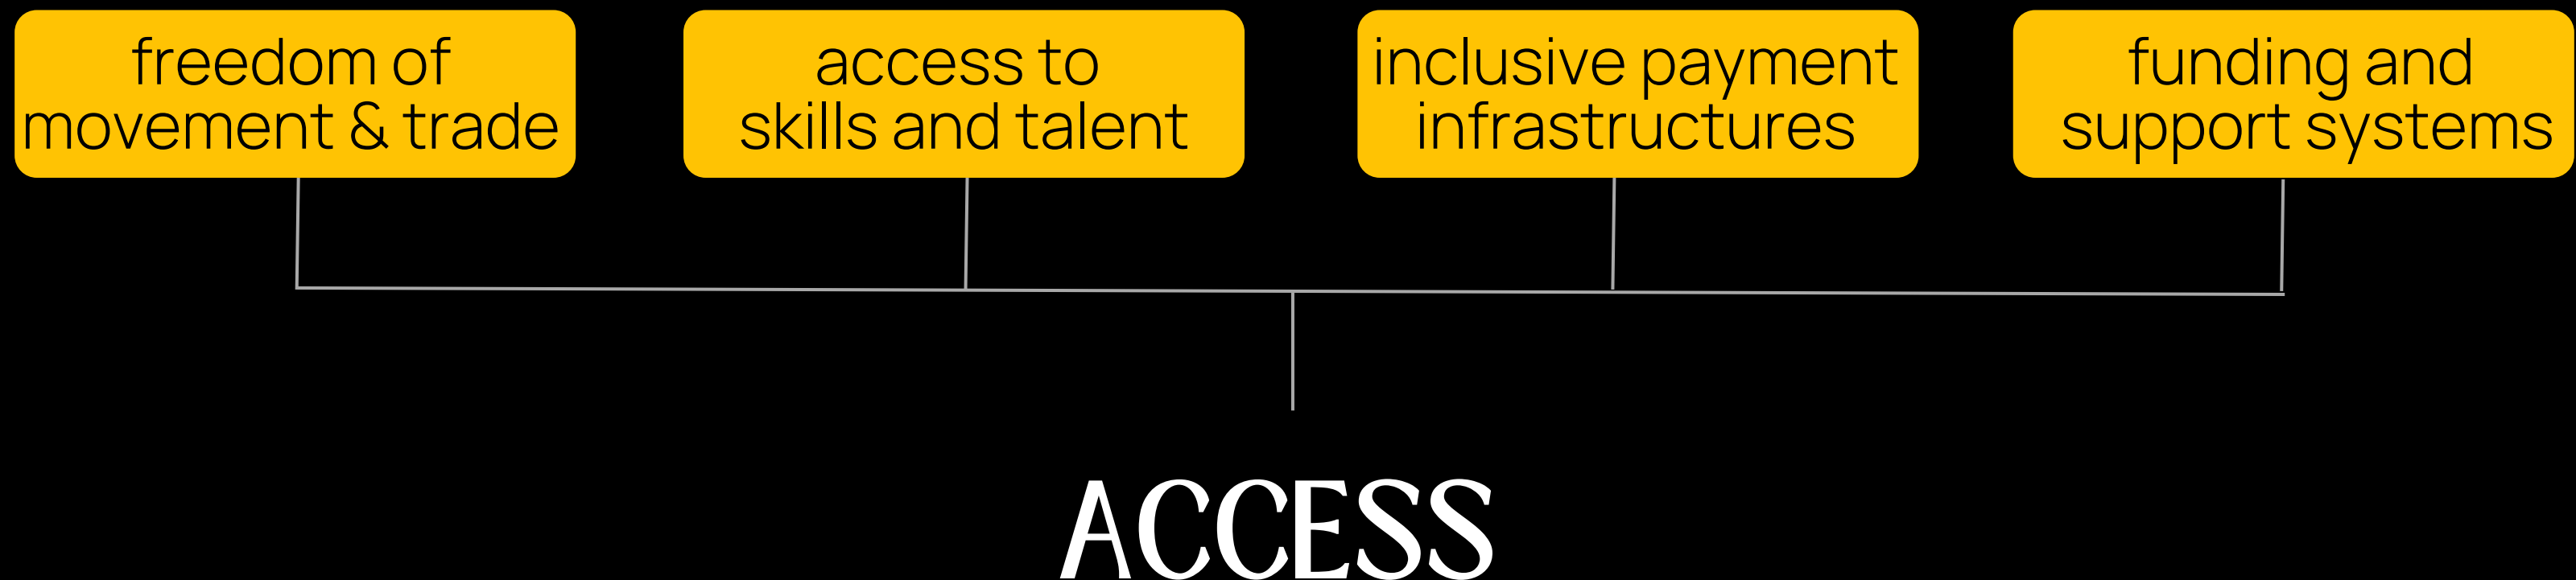 freedom of
movement & trade
access to
skills and talent
inclusive payment
infrastructures
funding and
support systems
ACCESS